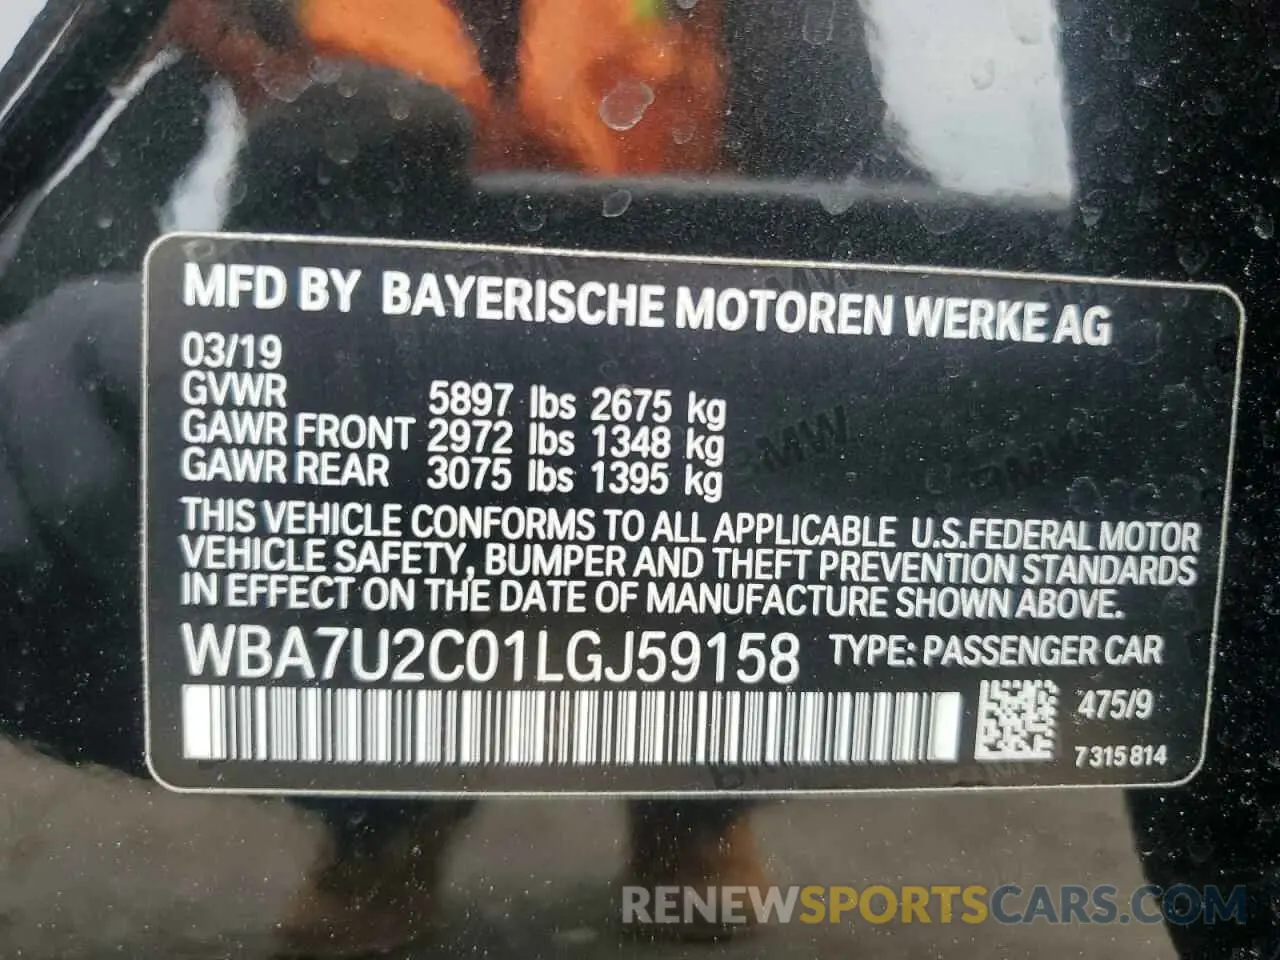 MFD BY BAYERISCHE MOTOREN WERKE AG
03/19
GVWR 5897 lbs 2675 kg
GAWR FRONT 2972 lbs 1348 kg
GAWR REAR 3075 lbs 1395 kg
THIS VEHICLE CONFORMS TO ALL APPLICABLE U.S.FEDERAL MOTOR
VEHICLE SAFETY, BUMPER AND THEFT PREVENTION STANDARDS
IN EFFECT ON THE DATE OF MANUFACTURE SHOWN ABOVE.
WBA7U2C01LGJ59158 TYPE: PASSENGER CAR
475/9
7315814
RENEWSPORTSCARS.COM